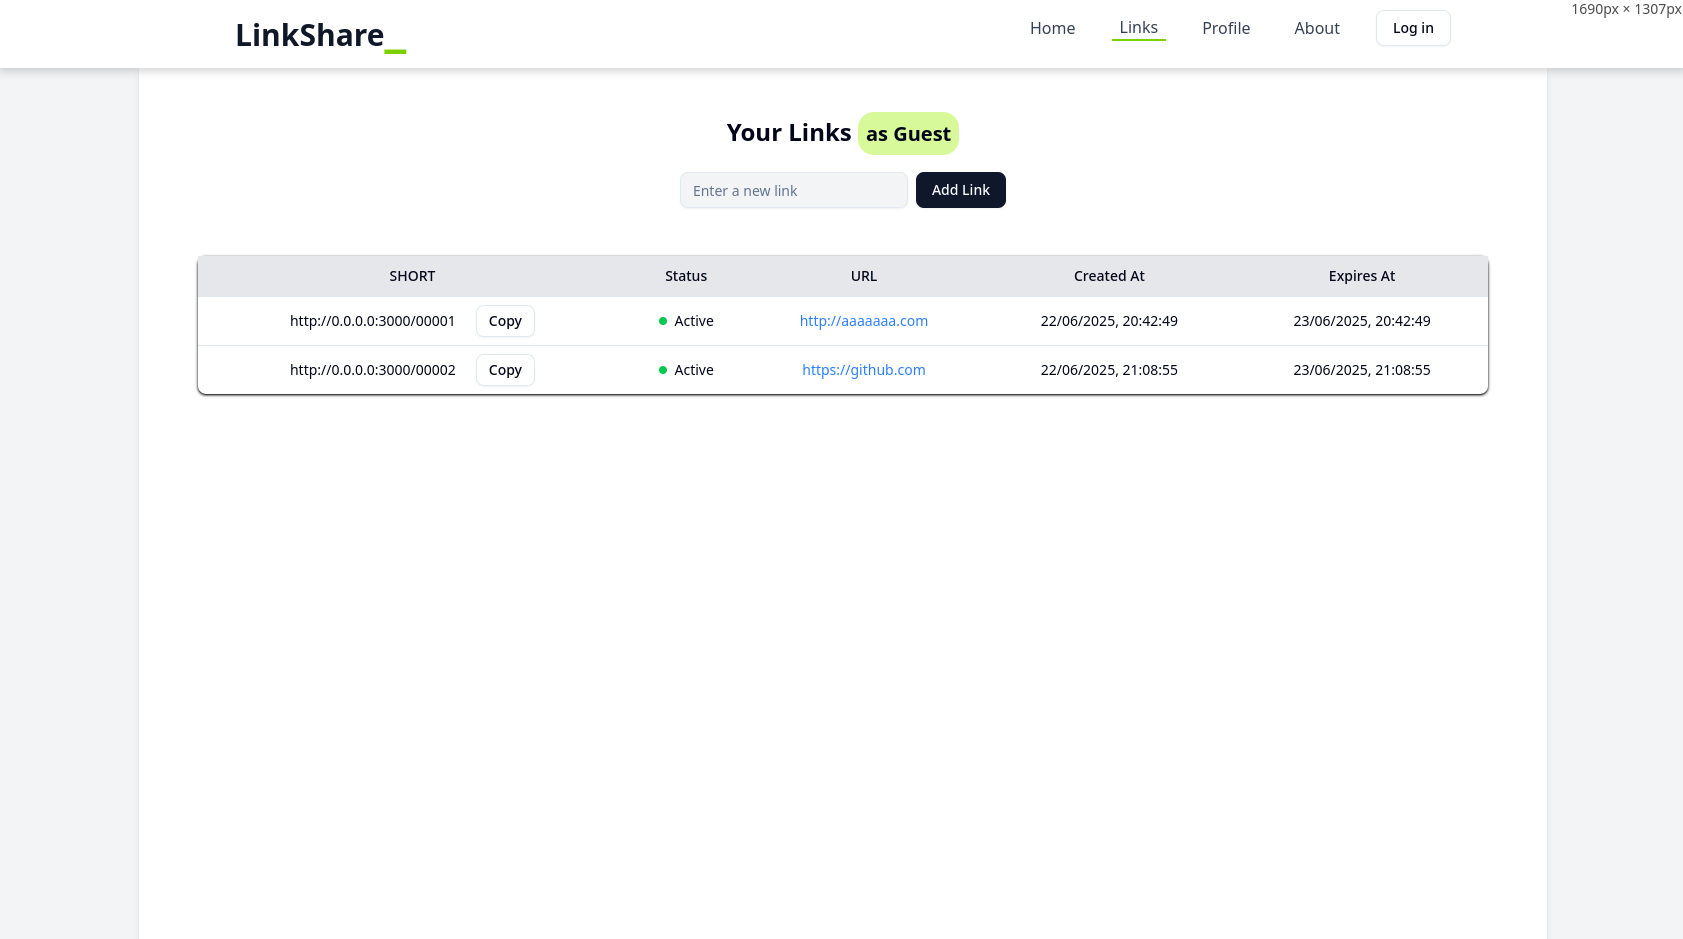 1690px × 1307px
LinkShare_
Home Links Profile About Log in
Your Links as Guest
Enter a new link Add Link
SHORT Status URL Created At Expires At
http://0.0.0.0:3000/00001 Copy Active http://aaaaaaa.com 22/06/2025, 20:42:49 23/06/2025, 20:42:49
http://0.0.0.0:3000/00002 Copy Active https://github.com 22/06/2025, 21:08:55 23/06/2025, 21:08:55